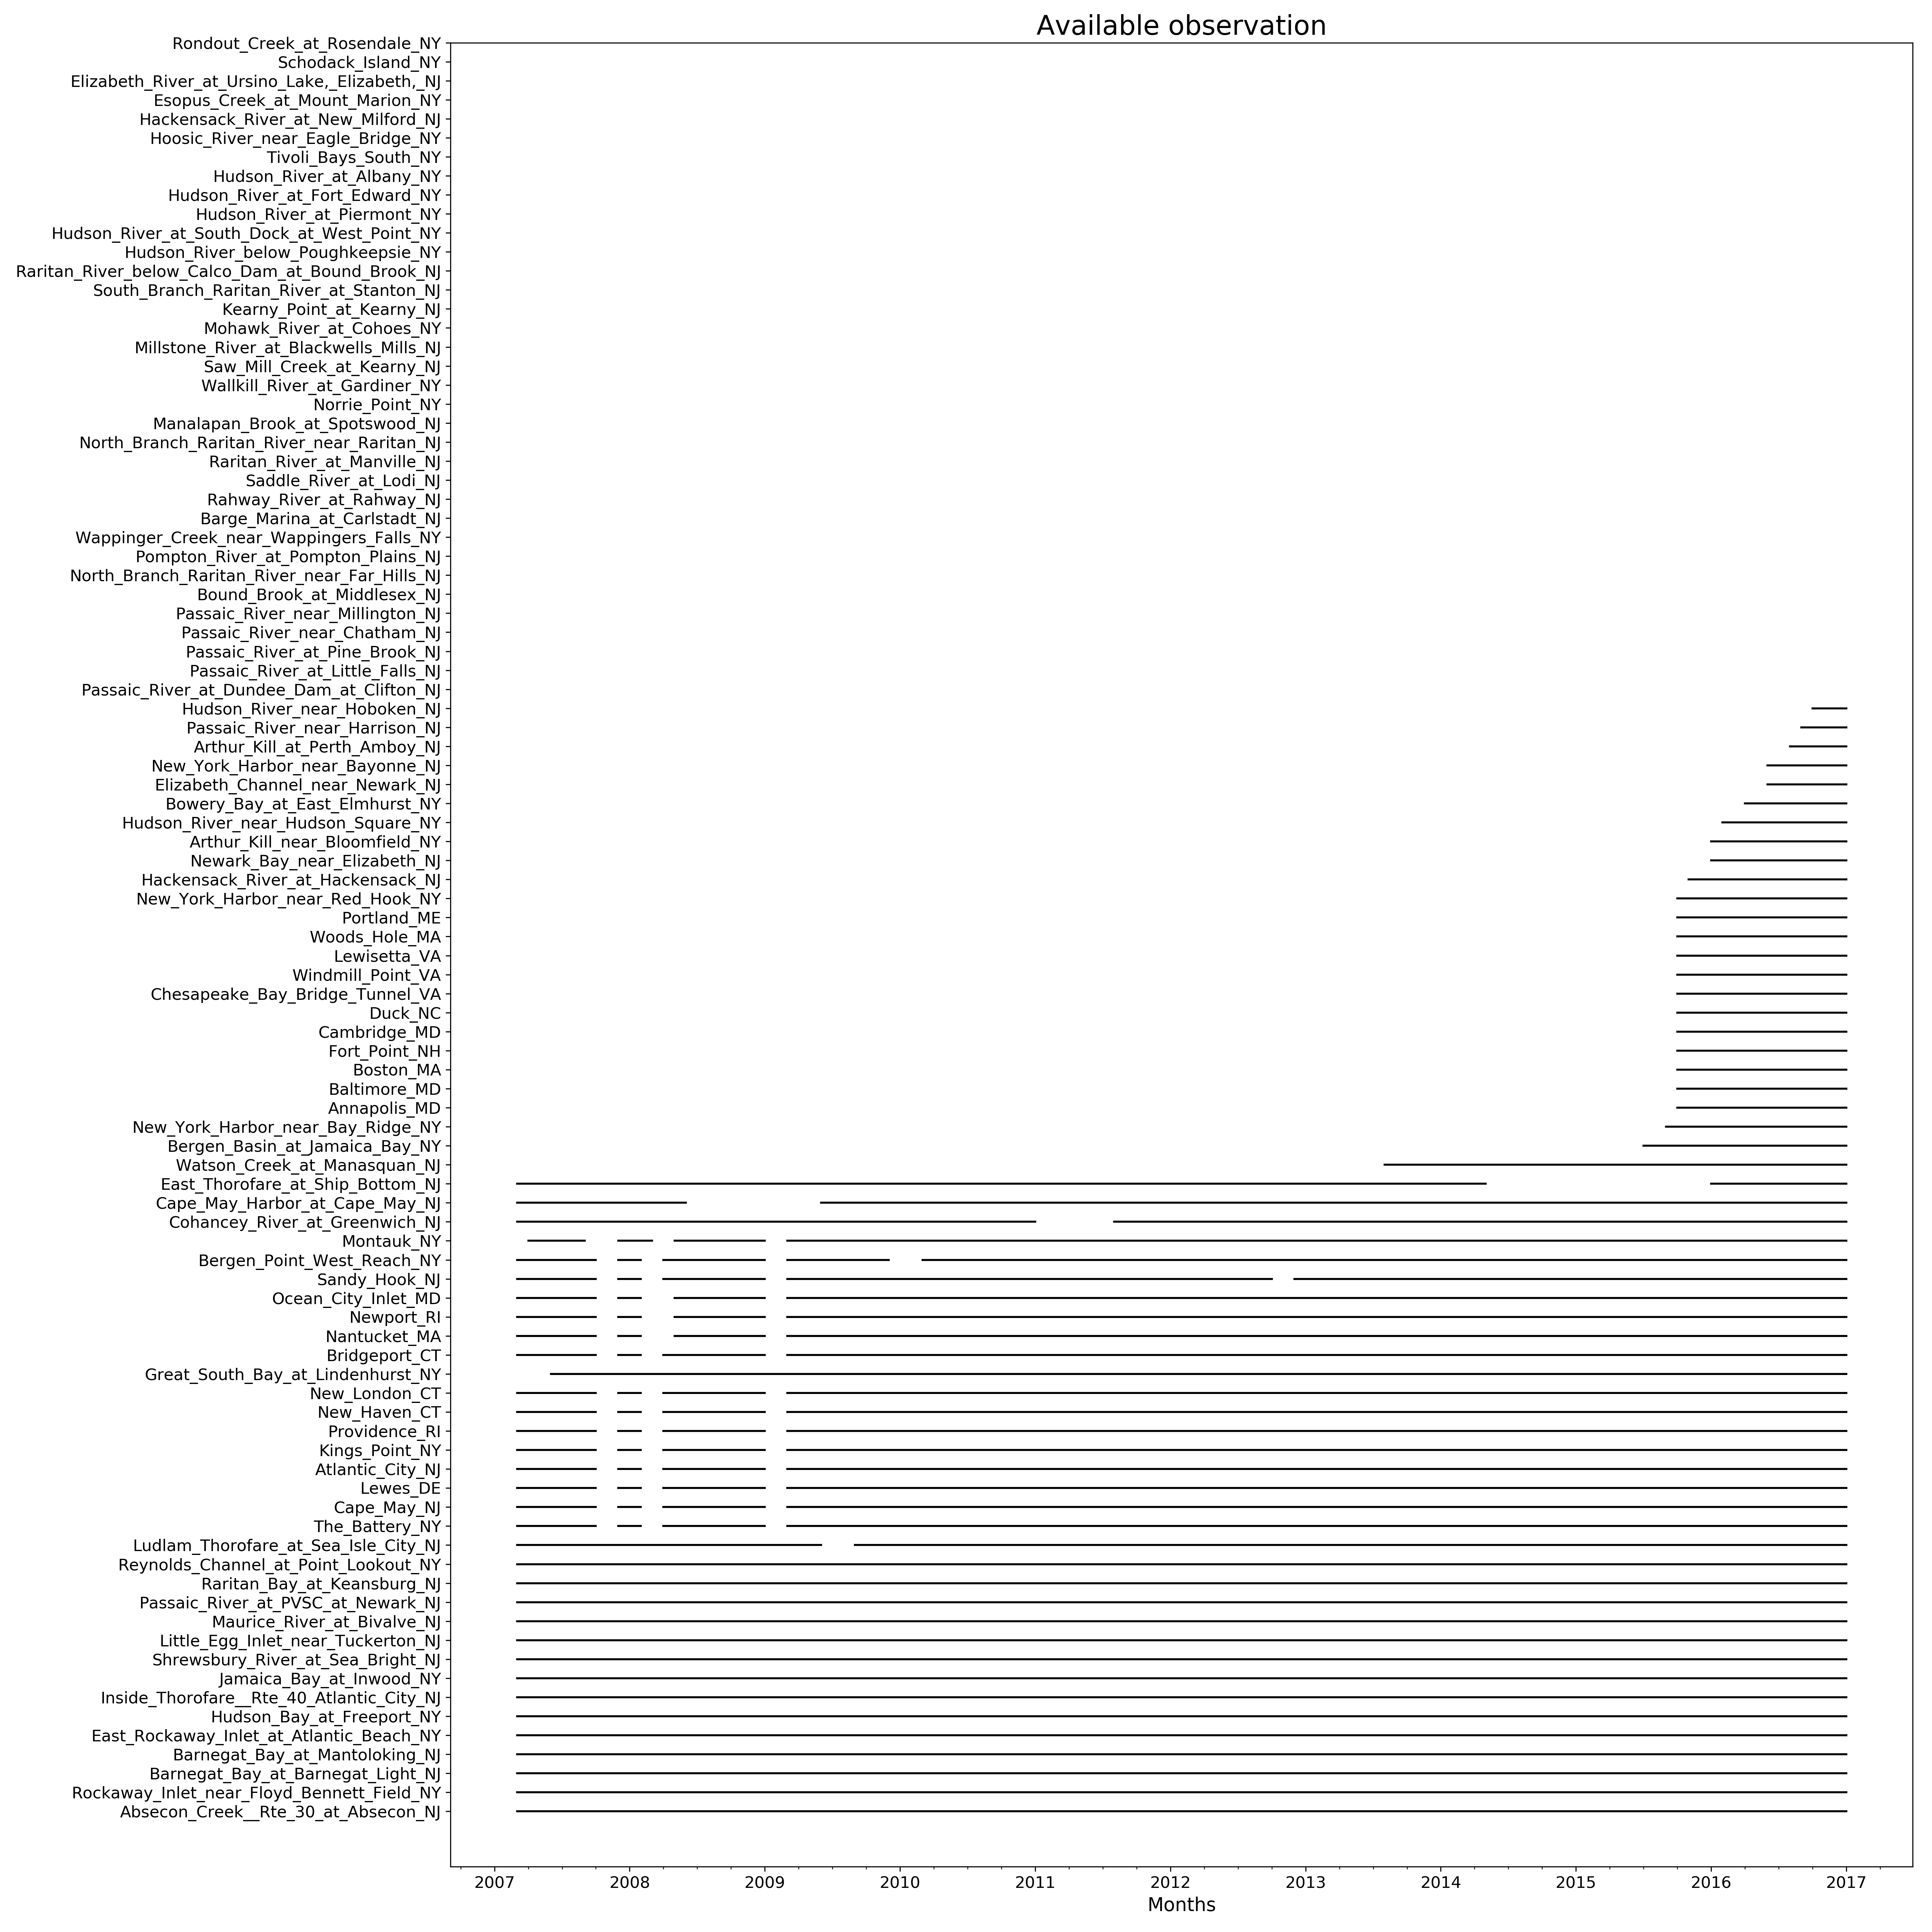 Available observation
Rondout_Creek_at_Rosendale_NY
Schodack_Island_NY
Elizabeth_River_at_Ursino_Lake,_Elizabeth,_NJ
Esopus_Creek_at_Mount_Marion_NY
Hackensack_River_at_New_Milford_NJ
Hoosic_River_near_Eagle_Bridge_NY
Tivoli_Bays_South_NY
Hudson_River_at_Albany_NY
Hudson_River_at_Fort_Edward_NY
Hudson_River_at_Piermont_NY
Hudson_River_at_South_Dock_at_West_Point_NY
Hudson_River_below_Poughkeepsie_NY
Raritan_River_below_Calco_Dam_at_Bound_Brook_NJ
South_Branch_Raritan_River_at_Stanton_NJ
Kearny_Point_at_Kearny_NJ
Mohawk_River_at_Cohoes_NY
Millstone_River_at_Blackwells_Mills_NJ
Saw_Mill_Creek_at_Kearny_NJ
Wallkill_River_at_Gardiner_NY
Norrie_Point_NY
Manalapan_Brook_at_Spotswood_NJ
North_Branch_Raritan_River_near_Raritan_NJ
Raritan_River_at_Manville_NJ
Saddle_River_at_Lodi_NJ
Rahway_River_at_Rahway_NJ
Barge_Marina_at_Carlstadt_NJ
Wappinger_Creek_near_Wappingers_Falls_NY
Pompton_River_at_Pompton_Plains_NJ
North_Branch_Raritan_River_near_Far_Hills_NJ
Bound_Brook_at_Middlesex_NJ
Passaic_River_near_Millington_NJ
Passaic_River_near_Chatham_NJ
Passaic_River_at_Pine_Brook_NJ
Passaic_River_at_Little_Falls_NJ
Passaic_River_at_Dundee_Dam_at_Clifton_NJ
Hudson_River_near_Hoboken_NJ
Passaic_River_near_Harrison_NJ
Arthur_Kill_at_Perth_Amboy_NJ
New_York_Harbor_near_Bayonne_NJ
Elizabeth_Channel_near_Newark_NJ
Bowery_Bay_at_East_Elmhurst_NY
Hudson_River_near_Hudson_Square_NY
Arthur_Kill_near_Bloomfield_NY
Newark_Bay_near_Elizabeth_NJ
Hackensack_River_at_Hackensack_NJ
New_York_Harbor_near_Red_Hook_NY
Portland_ME
Woods_Hole_MA
Lewisetta_VA
Windmill_Point_VA
Chesapeake_Bay_Bridge_Tunnel_VA
Duck_NC
Cambridge_MD
Fort_Point_NH
Boston_MA
Baltimore_MD
Annapolis_MD
New_York_Harbor_near_Bay_Ridge_NY
Bergen_Basin_at_Jamaica_Bay_NY
Watson_Creek_at_Manasquan_NJ
East_Thorofare_at_Ship_Bottom_NJ
Cape_May_Harbor_at_Cape_May_NJ
Cohancey_River_at_Greenwich_NJ
Montauk_NY
Bergen_Point_West_Reach_NY
Sandy_Hook_NJ
Ocean_City_Inlet_MD
Newport_RI
Nantucket_MA
Bridgeport_CT
Great_South_Bay_at_Lindenhurst_NY
New_London_CT
New_Haven_CT
Providence_RI
Kings_Point_NY
Atlantic_City_NJ
Lewes_DE
Cape_May_NJ
The_Battery_NY
Ludlam_Thorofare_at_Sea_Isle_City_NJ
Reynolds_Channel_at_Point_Lookout_NY
Raritan_Bay_at_Keansburg_NJ
Passaic_River_at_PVSC_at_Newark_NJ
Maurice_River_at_Bivalve_NJ
Little_Egg_Inlet_near_Tuckerton_NJ
Shrewsbury_River_at_Sea_Bright_NJ
Jamaica_Bay_at_Inwood_NY
Inside_Thorofare__Rte_40_Atlantic_City_NJ
Hudson_Bay_at_Freeport_NY
East_Rockaway_Inlet_at_Atlantic_Beach_NY
Barnegat_Bay_at_Mantoloking_NJ
Barnegat_Bay_at_Barnegat_Light_NJ
Rockaway_Inlet_near_Floyd_Bennett_Field_NY
Absecon_Creek__Rte_30_at_Absecon_NJ
2007 2008 2009 2010 2011 2012 2013 2014 2015 2016 2017
Months